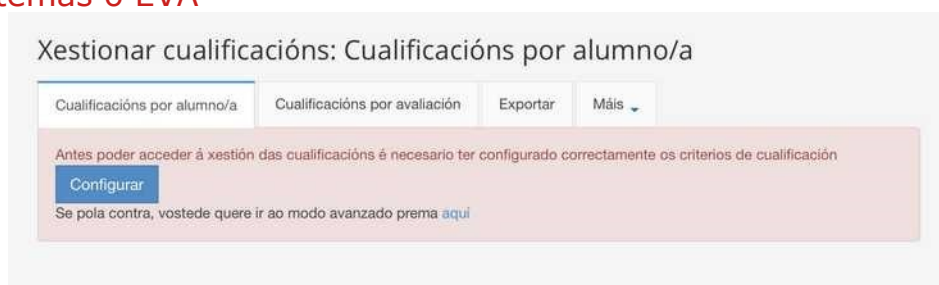 temas 6 EVA
Xestionar cualificacións: Cualificacións por alumno/a
Cualificacións por alumno/a Cualificacións por avaliación Exportar Máis
Antes poder acceder á xestión das cualificacións é necesario ter configurado correctamente os criterios de cualificación
Configurar
Se pola contra, vostede quere ir ao modo avanzado prema aquí